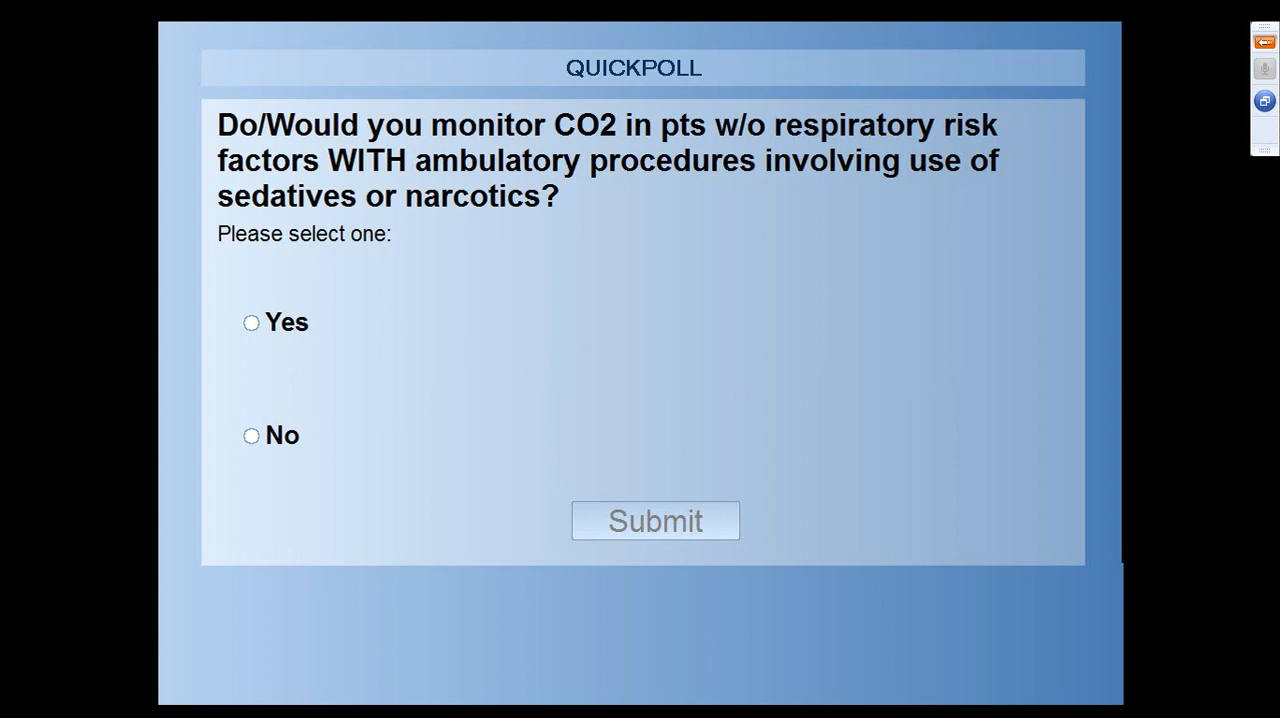 QUICKPOLL
Do/Would you monitor CO2 in pts w/o respiratory risk
factors WITH ambulatory procedures involving use of
sedatives or narcotics?
Please select one:
Yes
No
Submit